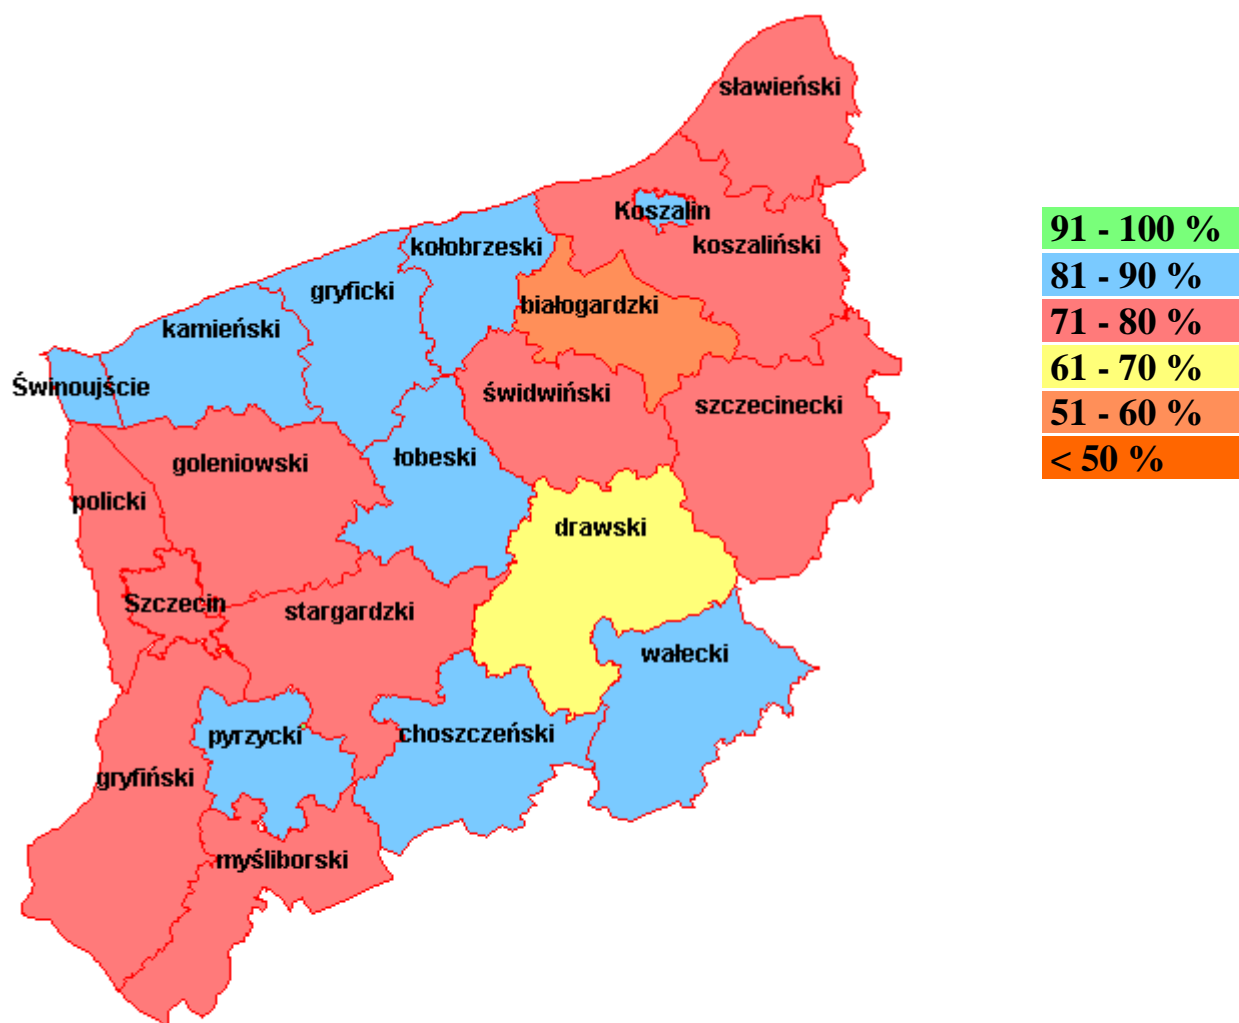 sławieński
Koszalin
koszaliński
kołobrzeski
gryficki
białogardzki
kamieński
Świnoujście
świdwiński
szczecinecki
goleniowski
łobeski
policki
drawski
Szczecin
stargardzki
wałecki
pyrzycki
choszczeński
gryfiński
myśliborski
91 - 100 %
81 - 90 %
71 - 80 %
61 - 70 %
51 - 60 %
< 50 %